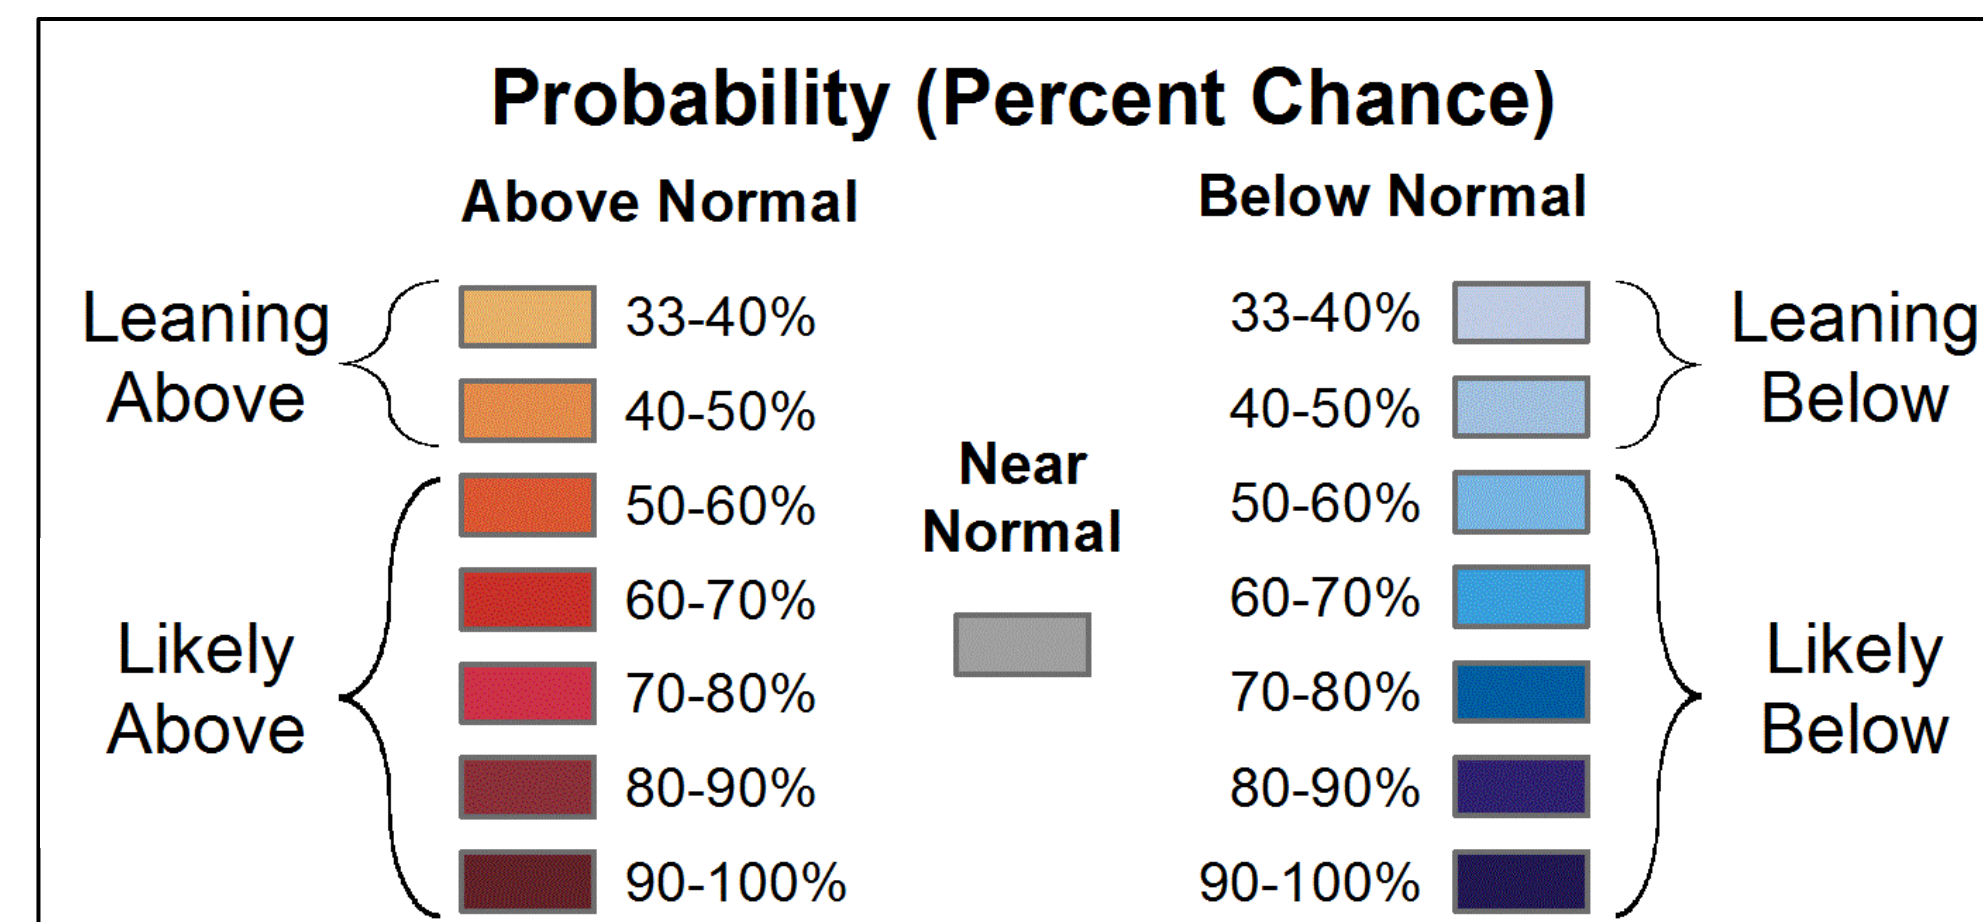 Probability (Percent Chance)
Above Normal
Below Normal
Leaning
Above
33-40%
40-50%
Likely
Above
50-60%
60-70%
70-80%
80-90%
90-100%
Near
Normal
33-40%
40-50%
Leaning
Below
50-60%
60-70%
70-80%
80-90%
90-100%
Likely
Below